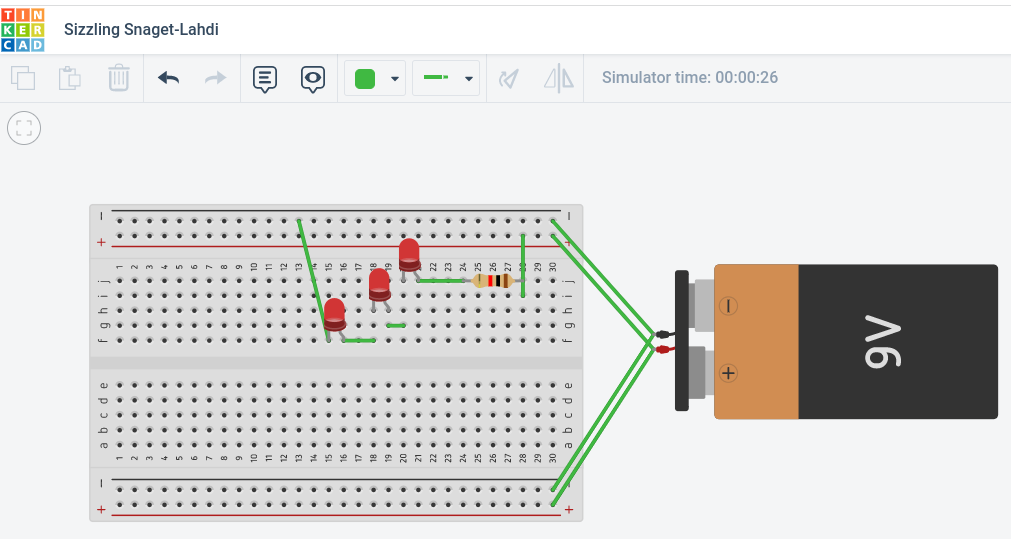 TIN
KER
CAD
Sizzling Snaget-Lahdi
Simulator time: 00:00:26
− −
+ +
1 2 3 4 5 6 7 8 9 10 11 12 13 14 15 16 17 18 19 20 21 22 23 24 25 26 27 28 29 30
j j
i i
h h
g g
f f
e e
d d
c c
b b
a a
1 2 3 4 5 6 7 8 9 10 11 12 13 14 15 16 17 18 19 20 21 22 23 24 25 26 27 28 29 30
− −
+ +
−
+
9V